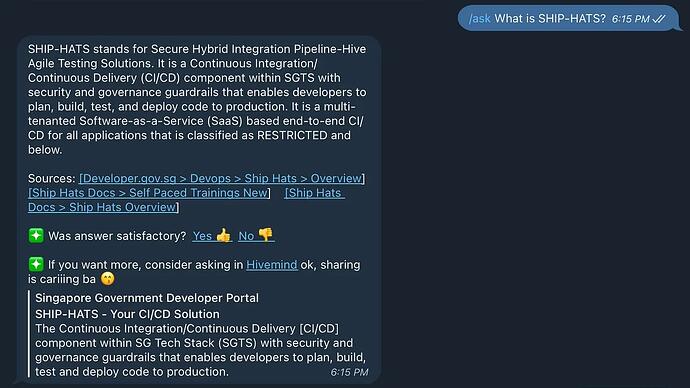 /ask What is SHIP-HATS? 6:15 PM
SHIP-HATS stands for Secure Hybrid Integration Pipeline-Hive
Agile Testing Solutions. It is a Continuous Integration/
Continuous Delivery (CI/CD) component within SGTS with
security and governance guardrails that enables developers to
plan, build, test, and deploy code to production. It is a multi-
tenanted Software-as-a-Service (SaaS) based end-to-end CI/
CD for all applications that is classified as RESTRICTED and
below.
Sources: [Developer.gov.sg > Devops > Ship Hats > Overview]
[Ship Hats Docs > Self Paced Trainings New] [Ship Hats
Docs > Ship Hats Overview]
❇️ Was answer satisfactory? Yes 👍 No 👎
❇️ If you want more, consider asking in Hivemind ok, sharing
is cariiing ba 😙
Singapore Government Developer Portal
SHIP-HATS - Your CI/CD Solution
The Continuous Integration/Continuous Delivery [CI/CD]
component within SG Tech Stack (SGTS) with security and
governance guardrails that enables developers to plan, build,
test and deploy code to production. 6:15 PM